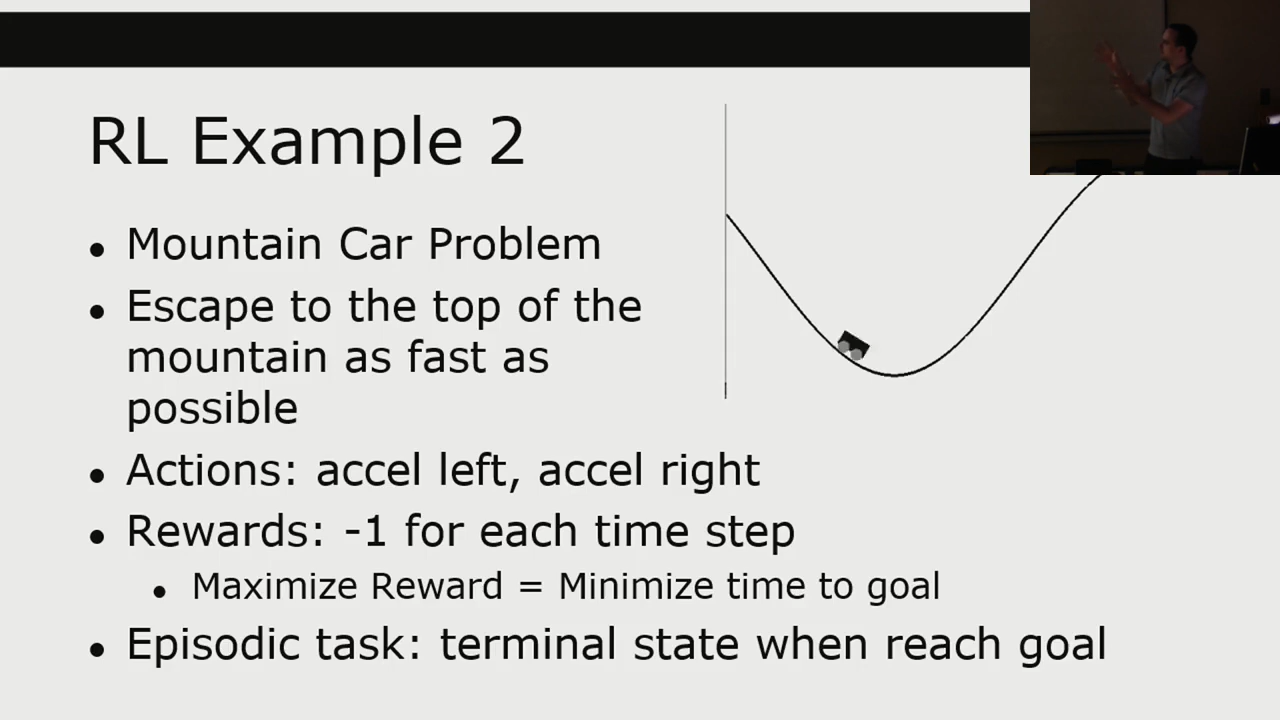 RL Example 2
• Mountain Car Problem
• Escape to the top of the
mountain as fast as
possible
• Actions: accel left, accel right
• Rewards: -1 for each time step
• Maximize Reward = Minimize time to goal
• Episodic task: terminal state when reach goal